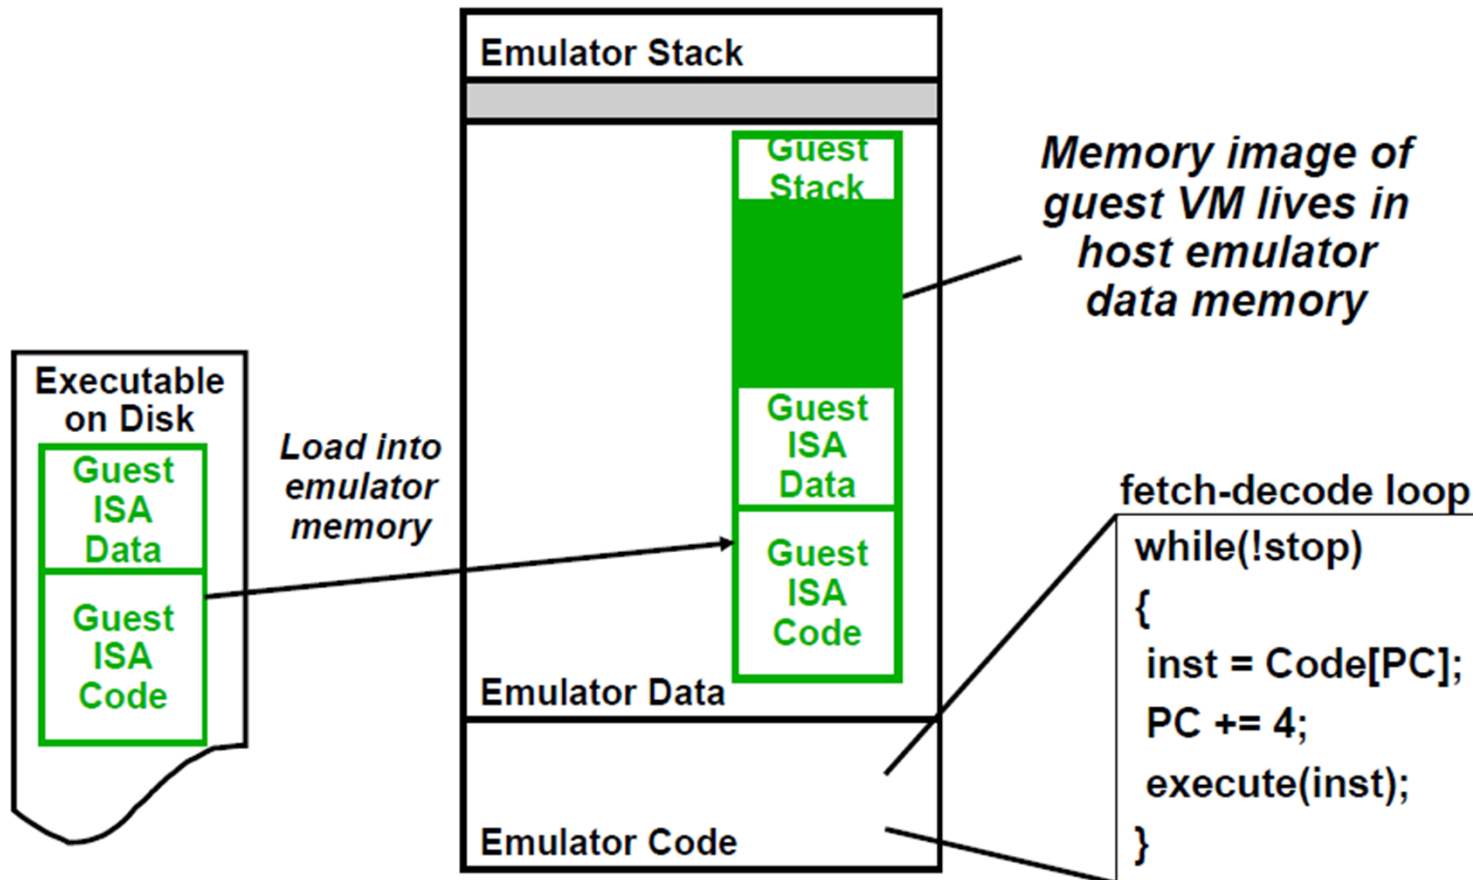 Emulator Stack
Guest
Stack
Memory image of
guest VM lives in
host emulator
data memory
Executable
on Disk
Guest
ISA
Data
Guest
ISA
Code
Load into
emulator
memory
Guest
ISA
Data
Guest
ISA
Code
Emulator Data
Emulator Code
fetch-decode loop
while(!stop)
{
inst = Code[PC];
PC += 4;
execute(inst);
}